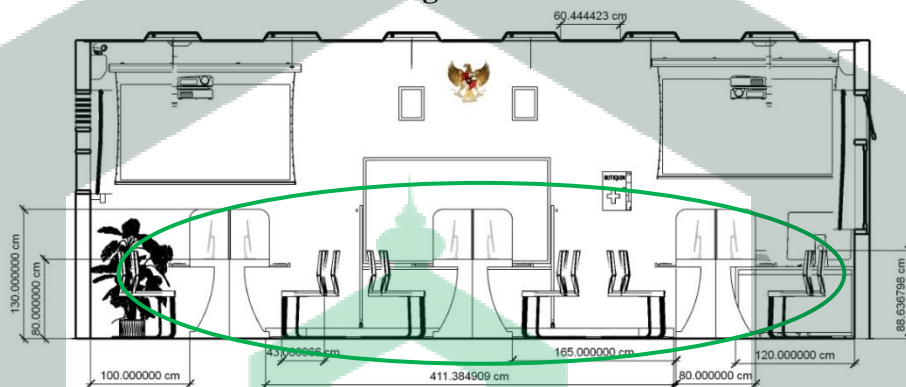 60.444423 cm
BOTIQUIN
130.000000 cm
80.000000 cm
88.636798 cm
165.000000 cm
120.000000 cm
100.000000 cm
411.384909 cm
80.000000 cm